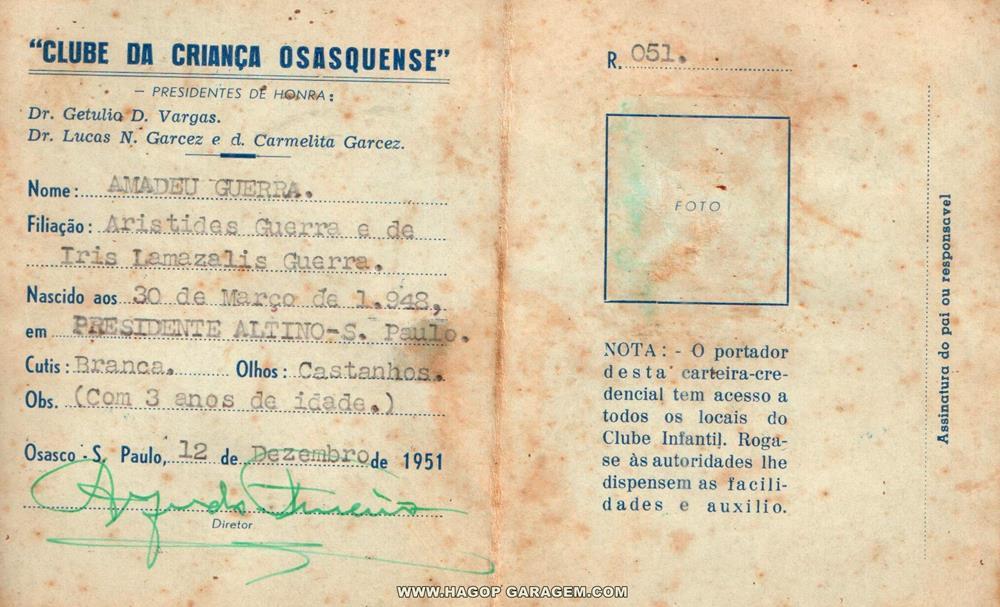 "CLUBE DA CRIANÇA OSASQUENSE"
— PRESIDENTES DE HONRA:
Dr. Getulio D. Vargas.
Dr. Lucas N. Garcez e d. Carmelita Garcez.
Nome: AMADEU GUERRA.
Filiação: Aristides Guerra e de
Iris Lamazalis Guerra.
Nascido aos 30 de Março de 1.948,
em PRESIDENTE ALTINO-S. Paulo.
Cutis: Branca. Olhos: Castanhos.
Obs. (Com 3 anos de idade.)
Osasco - S. Paulo, 12 de Dezembro de 1951
Diretor
R. 051.
FOTO
NOTA: - O portador
desta carteira-cre-
dencial tem acesso a
todos os locais do
Clube Infantil. Roga-
se às autoridades lhe
dispensem as facili-
dades e auxilio.
Assinatura do pai ou responsavel
WWW.HAGOP GARAGEM.COM